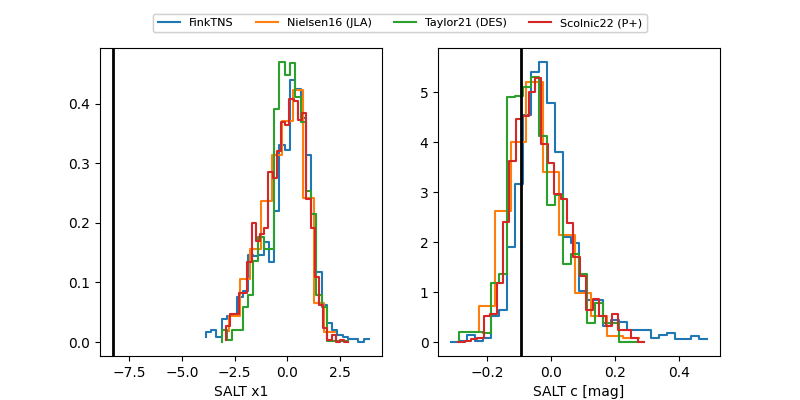 FinkTNS Nielsen16 (JLA) Taylor21 (DES) Scolnic22 (P+)
0.4
0.3
0.2
0.1
0.0
−7.5 −5.0 −2.5 0.0 2.5
SALT x1
5
4
3
2
1
0
−0.2 0.0 0.2 0.4
SALT c [mag]